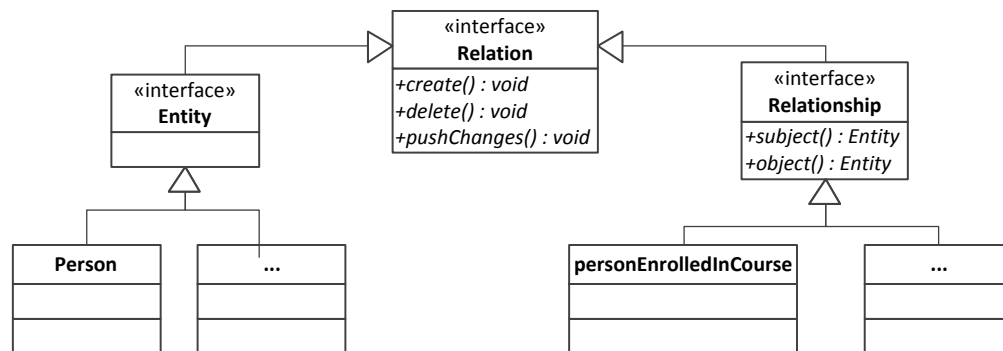 «interface»
Relation
+create() : void
+delete() : void
+pushChanges() : void
«interface»
Entity
«interface»
Relationship
+subject() : Entity
+object() : Entity
Person
...
personEnrolledInCourse
...